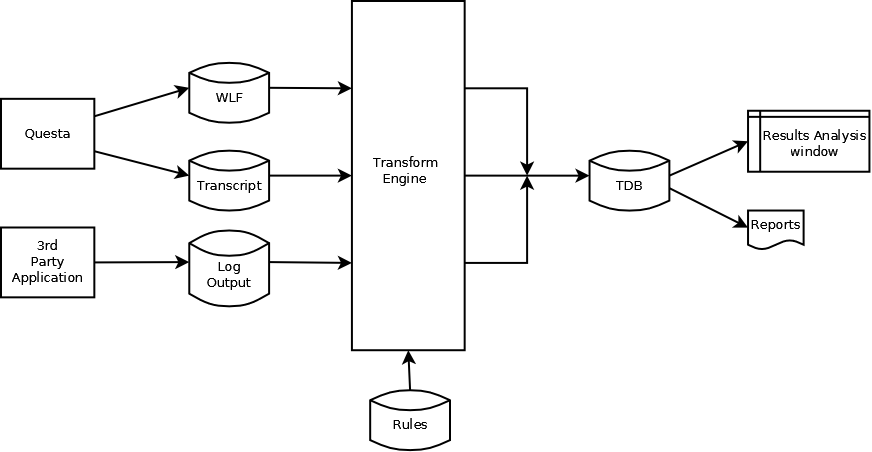 Questa
WLF
Transcript
3rd
Party
Application
Log
Output
Transform
Engine
Rules
TDB
Results Analysis
window
Reports